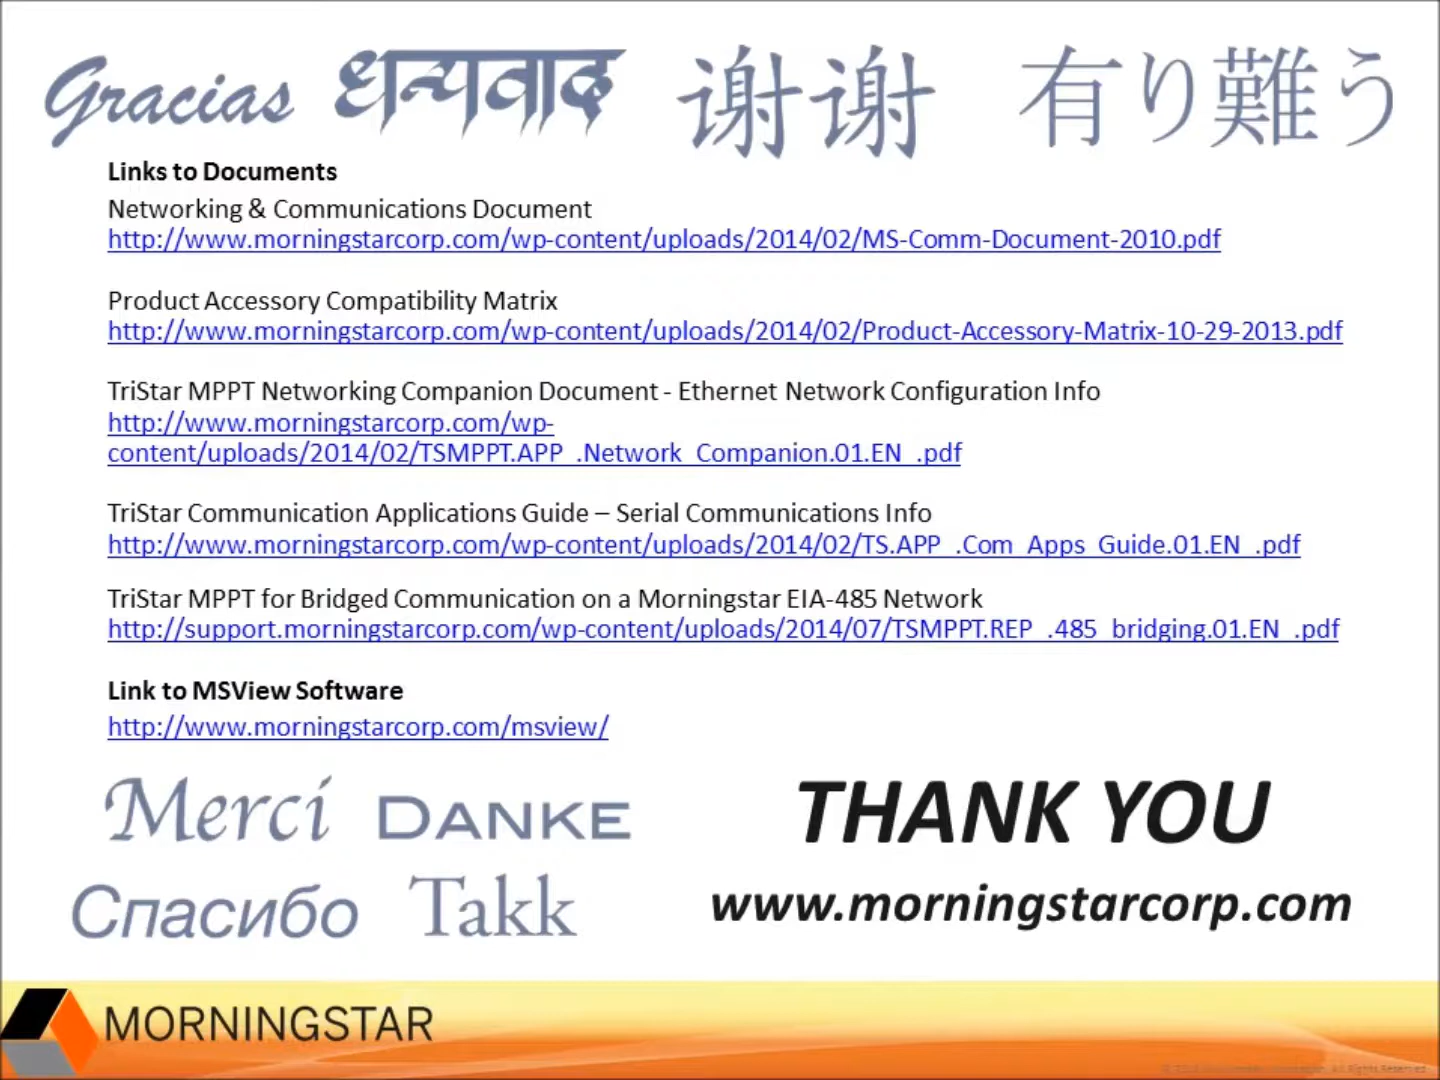 Gracias धन्यवाद 谢谢 有り難う
Links to Documents
Networking & Communications Document
http://www.morningstarcorp.com/wp-content/uploads/2014/02/MS-Comm-Document-2010.pdf
Product Accessory Compatibility Matrix
http://www.morningstarcorp.com/wp-content/uploads/2014/02/Product-Accessory-Matrix-10-29-2013.pdf
TriStar MPPT Networking Companion Document - Ethernet Network Configuration Info
http://www.morningstarcorp.com/wp-
content/uploads/2014/02/TSMPPT.APP_.Network_Companion.01.EN_.pdf
TriStar Communication Applications Guide – Serial Communications Info
http://www.morningstarcorp.com/wp-content/uploads/2014/02/TS.APP_.Com_Apps_Guide.01.EN_.pdf
TriStar MPPT for Bridged Communication on a Morningstar EIA-485 Network
http://support.morningstarcorp.com/wp-content/uploads/2014/07/TSMPPT.REP_.485_bridging.01.EN_.pdf
Link to MSView Software
http://www.morningstarcorp.com/msview/
Merci DANKE
Спасибо Takk
THANK YOU
www.morningstarcorp.com
MORNINGSTAR